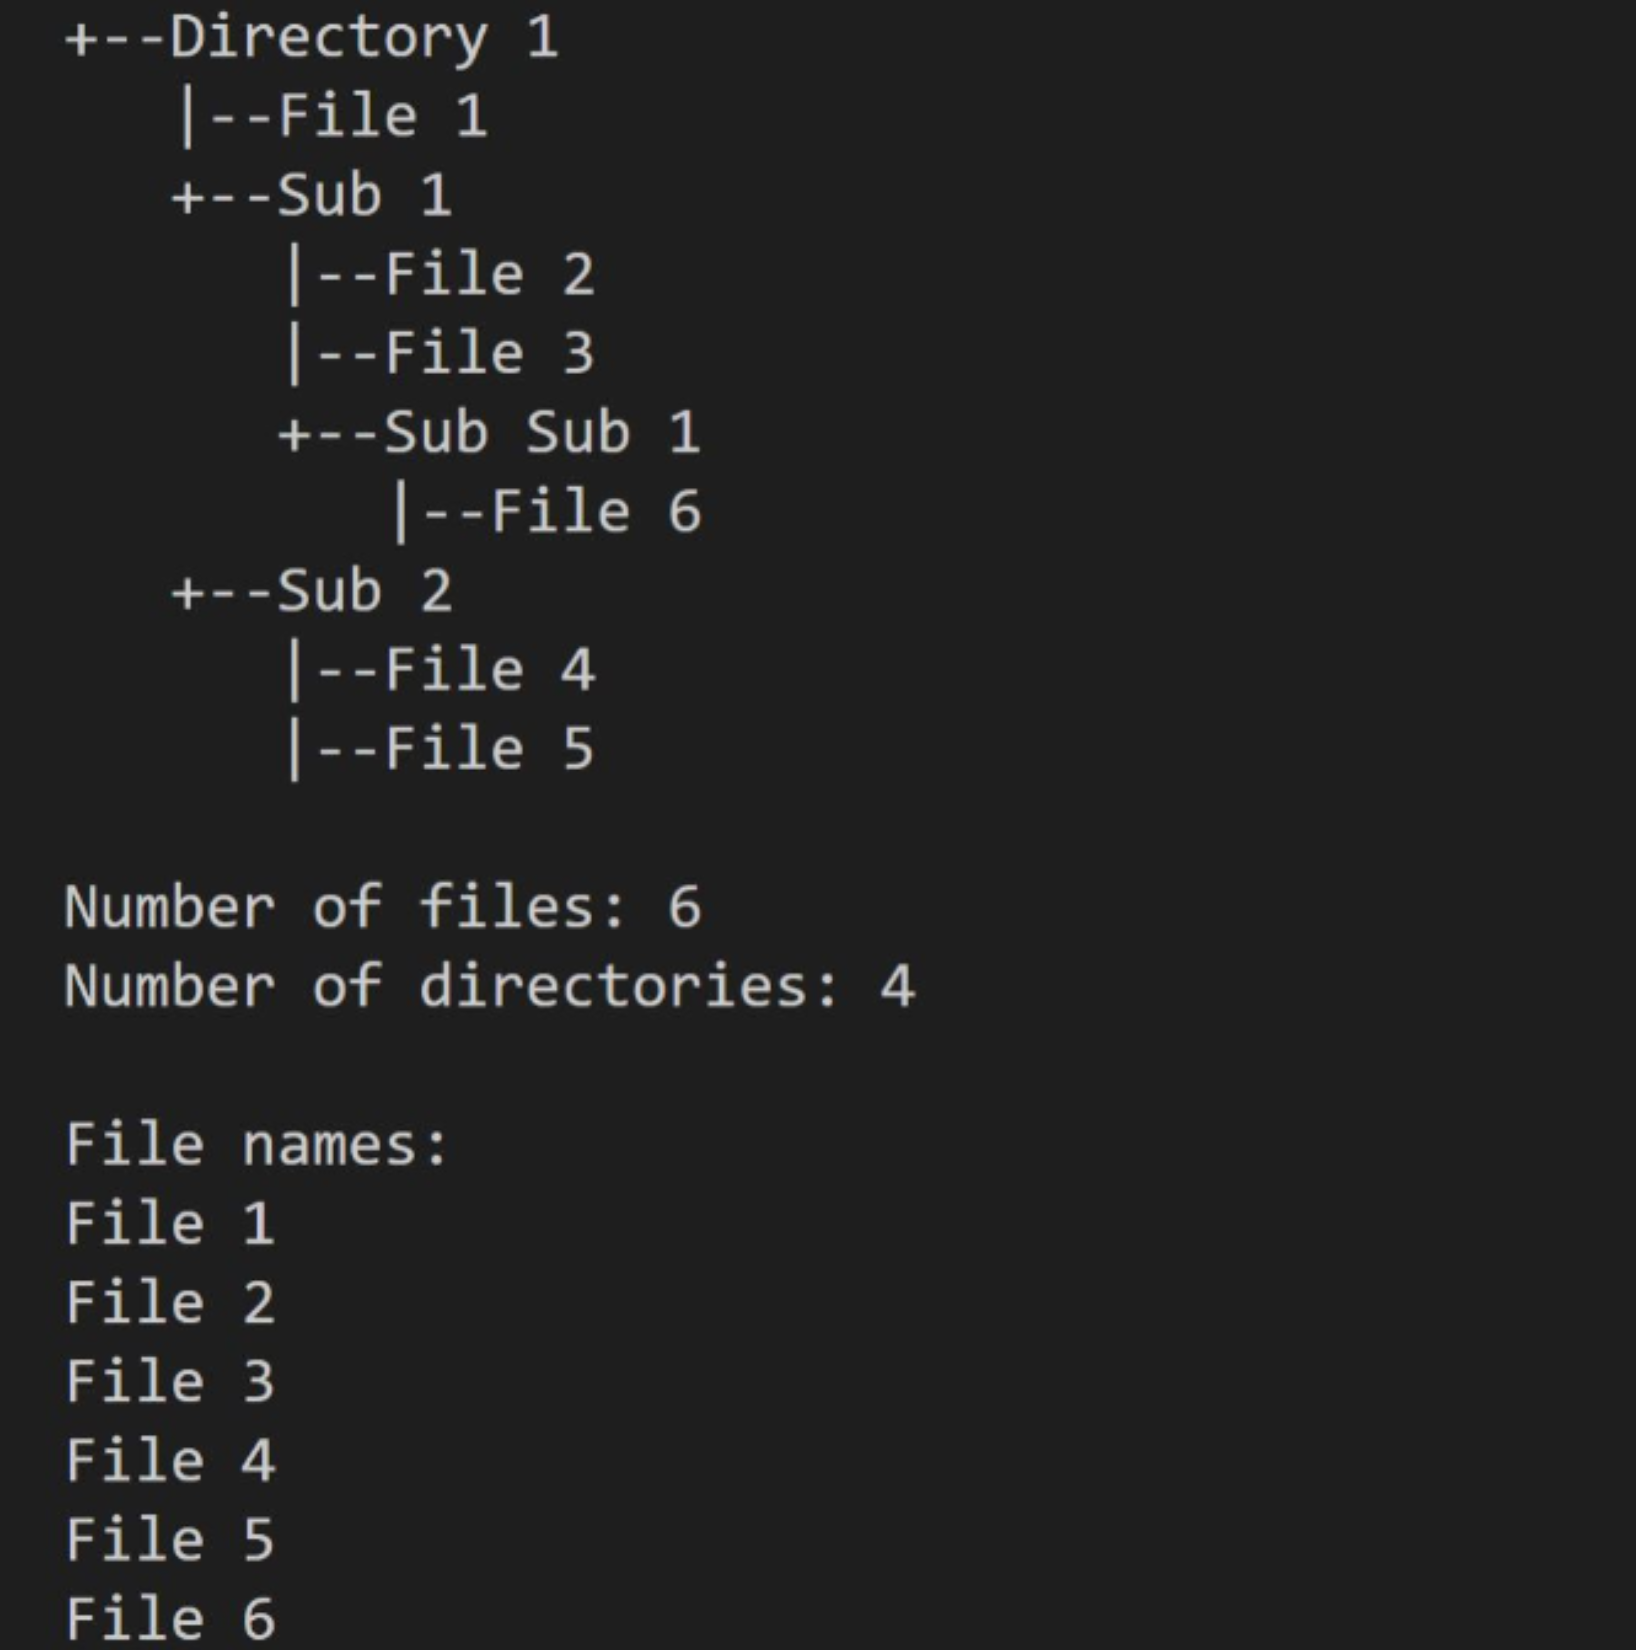 +--Directory 1
   |--File 1
   +--Sub 1
      |--File 2
      |--File 3
      +--Sub Sub 1
         |--File 6
   +--Sub 2
      |--File 4
      |--File 5

Number of files: 6
Number of directories: 4

File names:
File 1
File 2
File 3
File 4
File 5
File 6